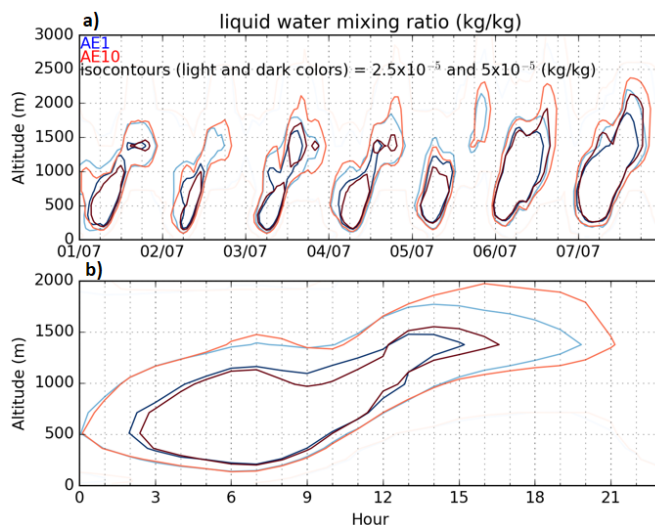 a)
liquid water mixing ratio (kg/kg)
AE1
AE10
isocontours (light and dark colors) = 2.5x10⁻⁵ and 5x10⁻⁵ (kg/kg)
Altitude (m)
3000
2500
2000
1500
1000
500
0
01/07 02/07 03/07 04/07 05/07 06/07 07/07
b)
Altitude (m)
2000
1500
1000
500
0
0 3 6 9 12 15 18 21
Hour